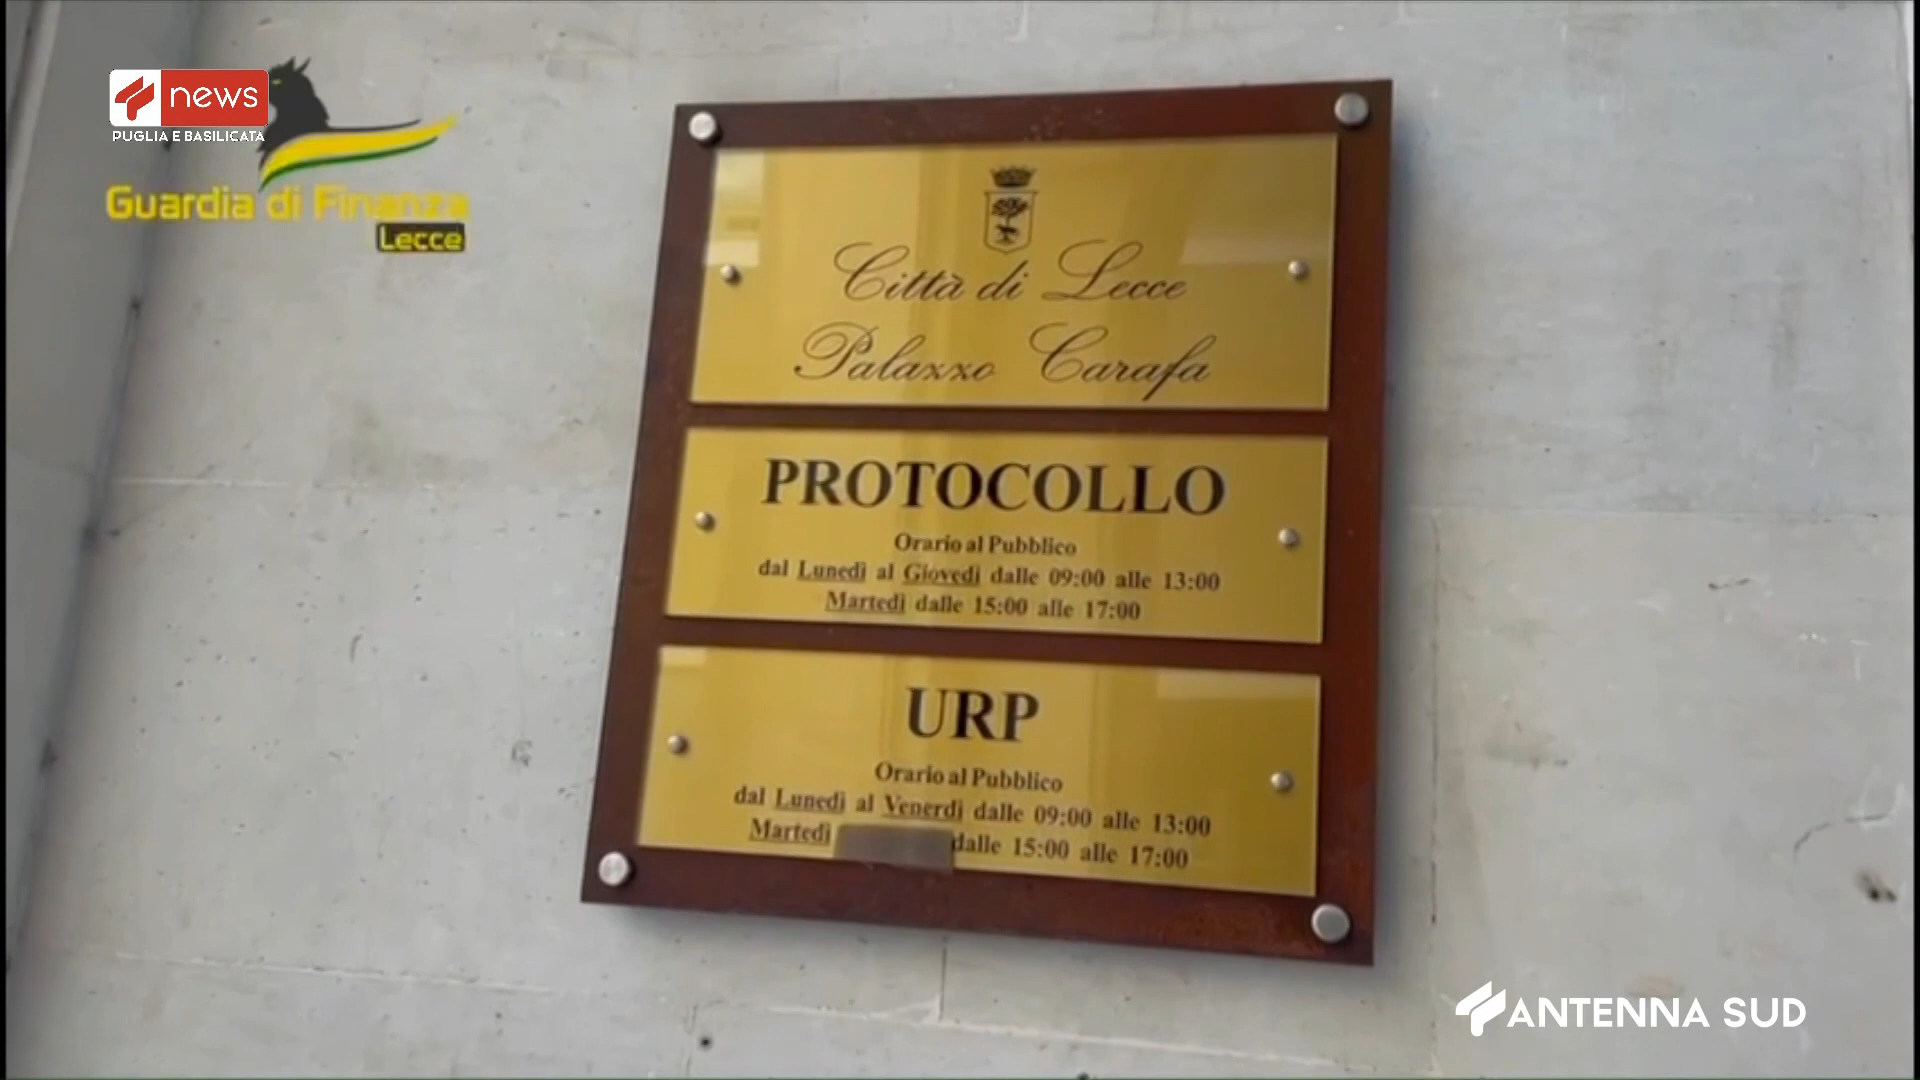 news
PUGLIA E BASILICATA
Guardia di Finanza
Lecce
Città di Lecce
Palazzo Carafa
PROTOCOLLO
Orario al Pubblico
dal Lunedì al Giovedì dalle 09:00 alle 13:00
Martedì dalle 15:00 alle 17:00
URP
Orario al Pubblico
dal Lunedì al Venerdì dalle 09:00 alle 13:00
Martedì dalle 15:00 alle 17:00
ANTENNA SUD